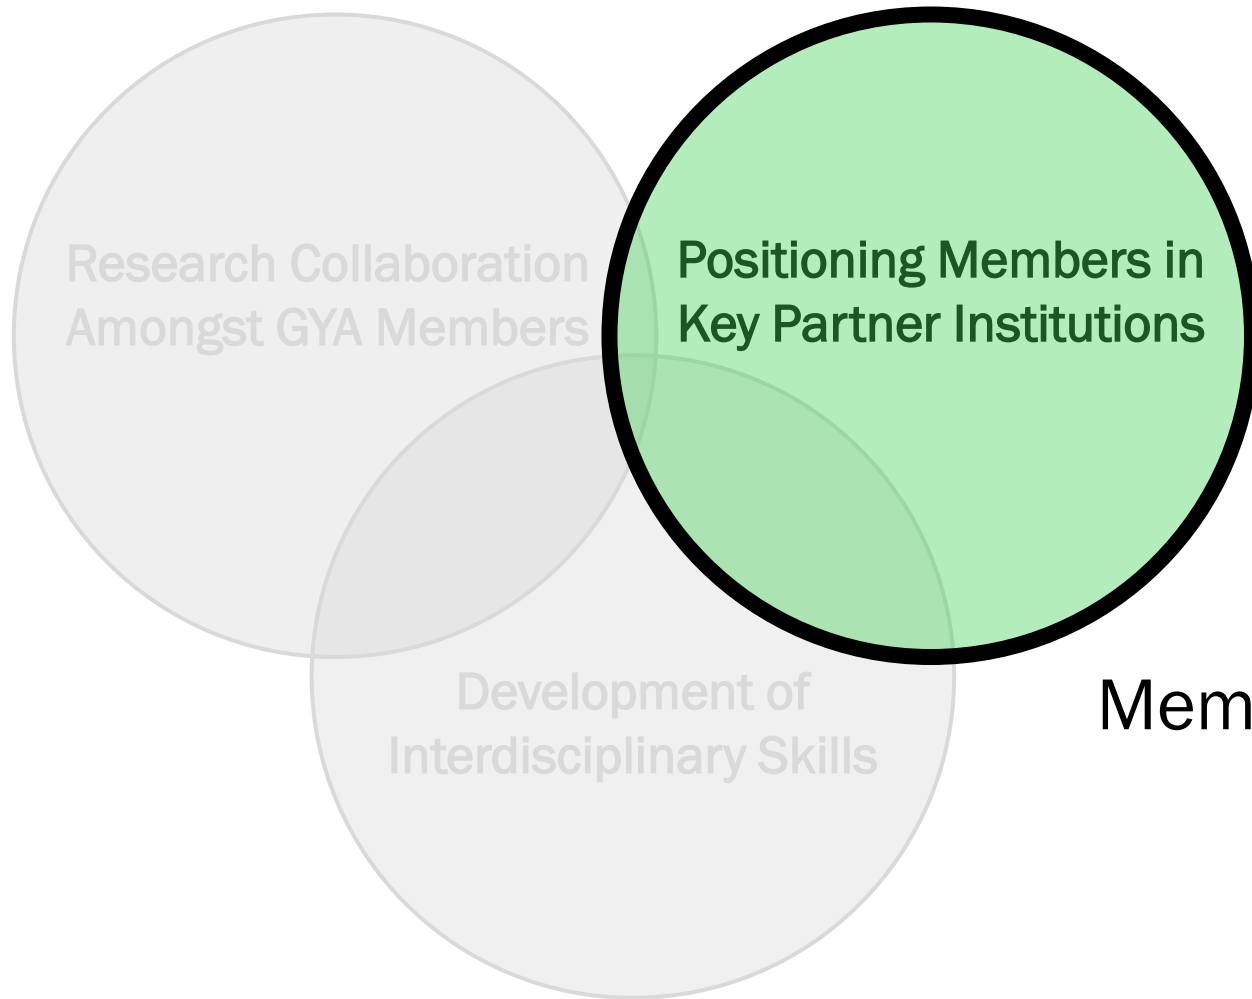 Research Collaboration
Amongst GYA Members
Positioning Members in
Key Partner Institutions
Development of
Interdisciplinary Skills
Mem